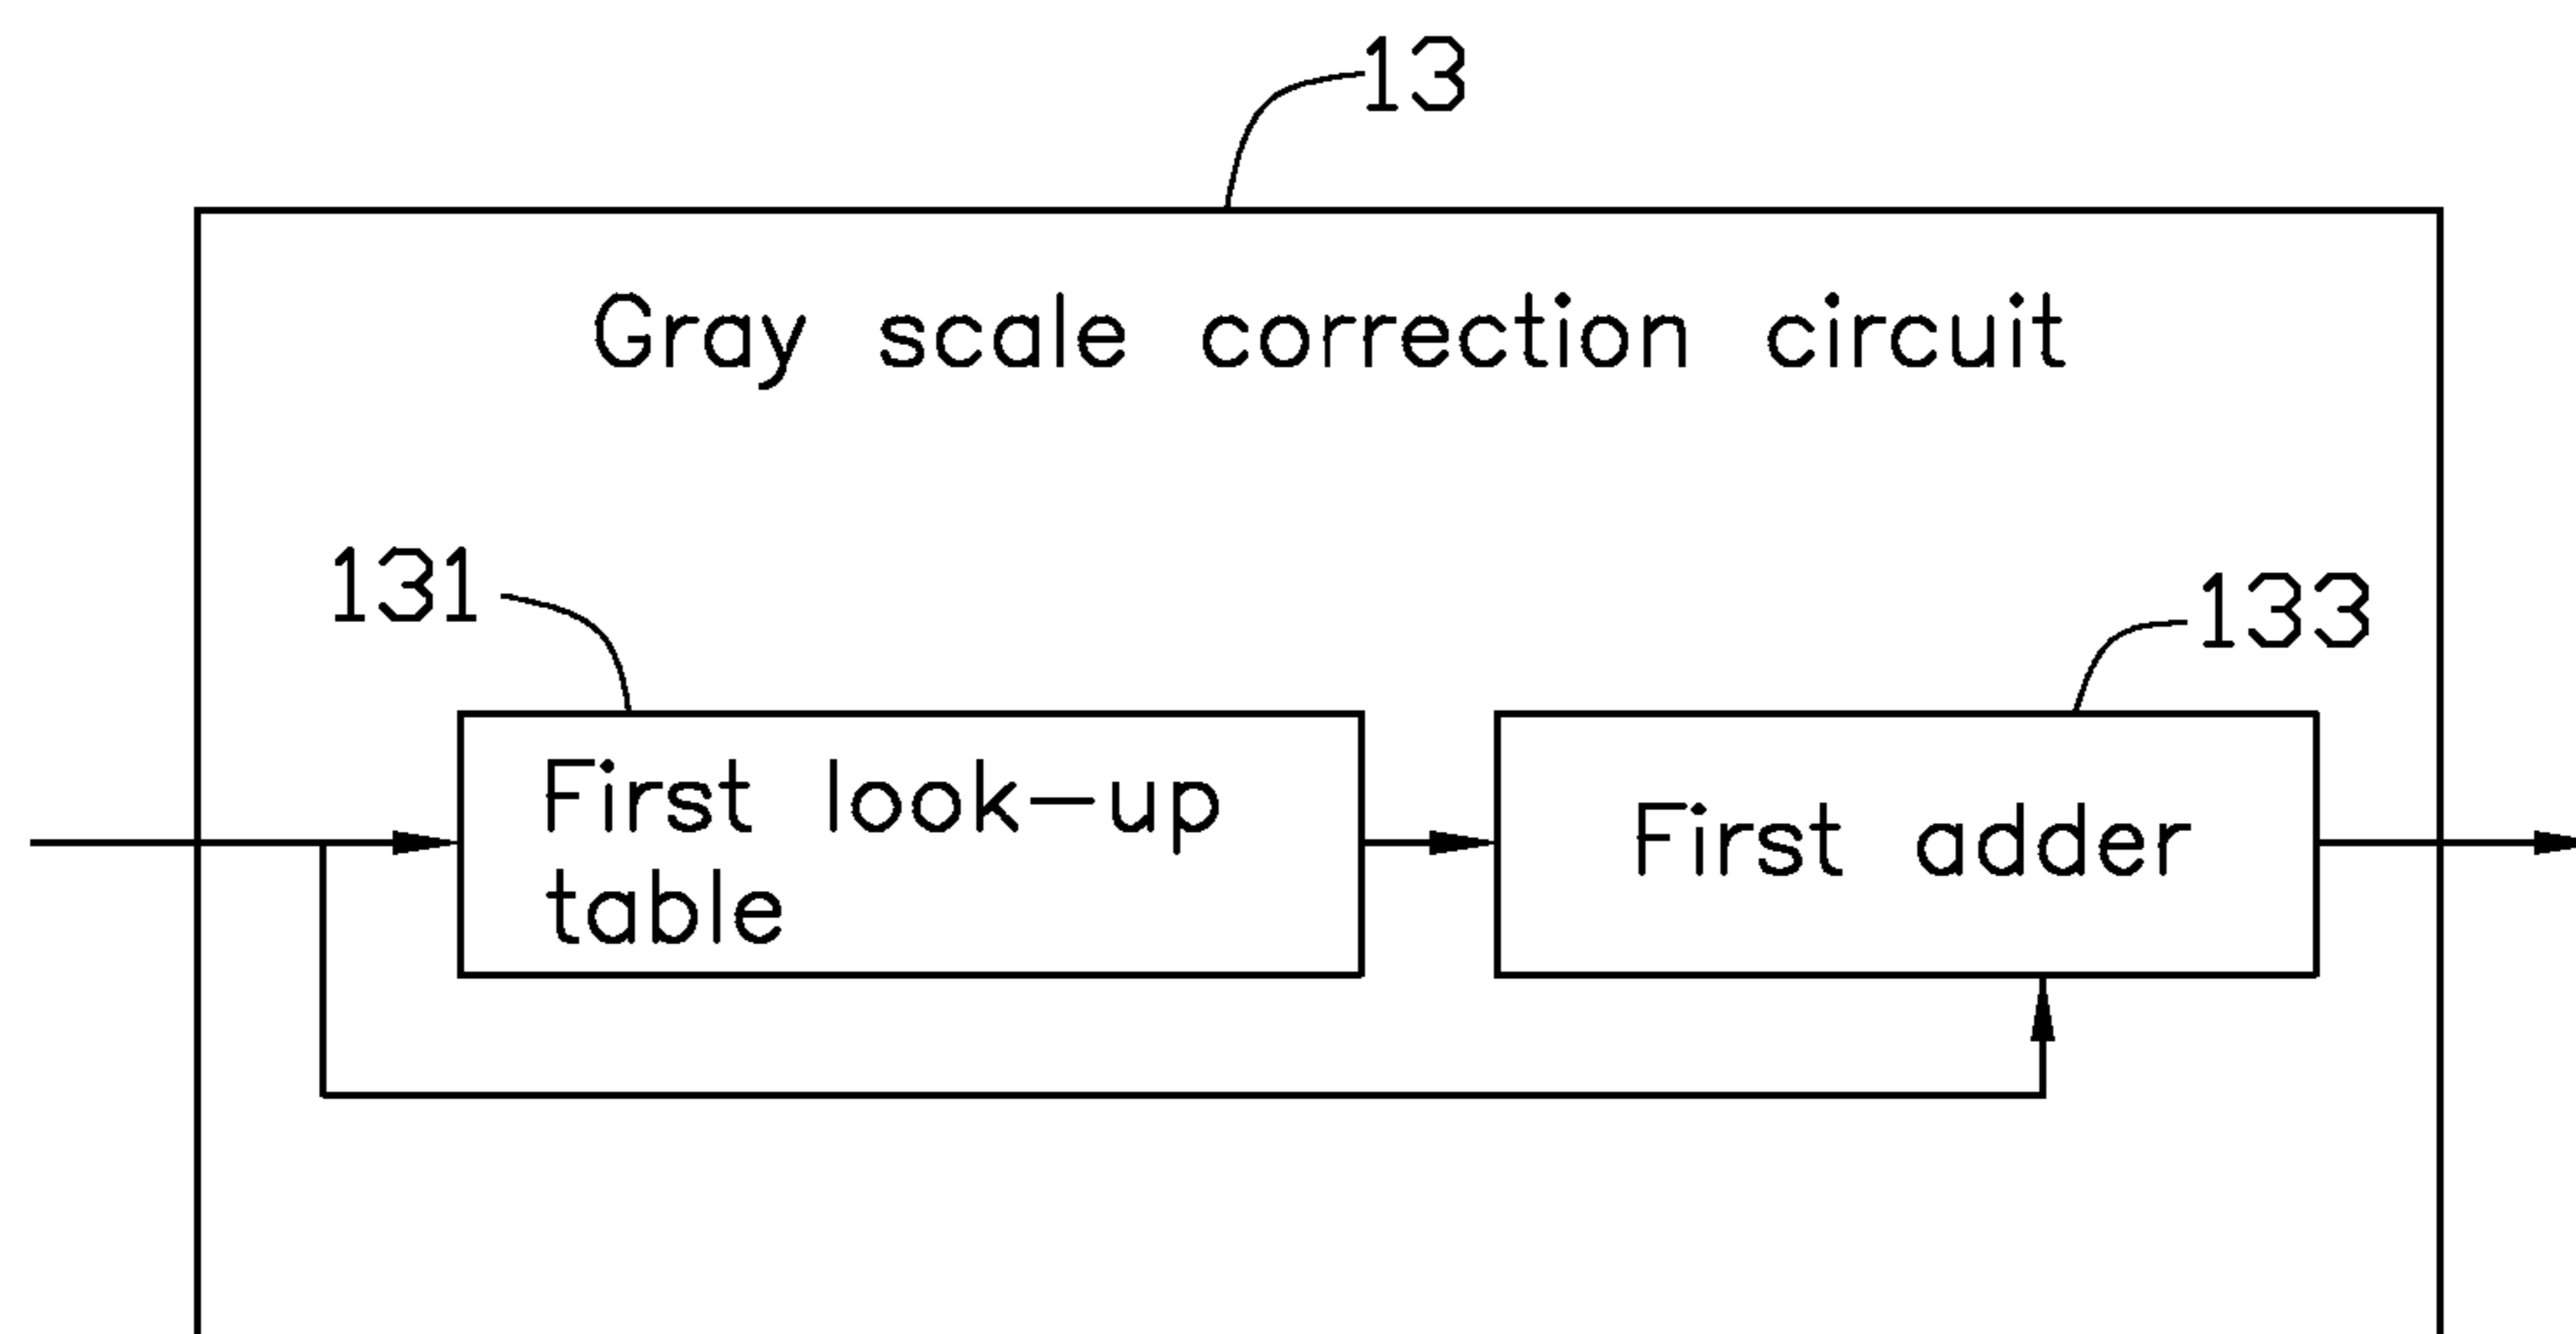 13
Gray scale correction circuit
131
133
First look-up
table
First adder